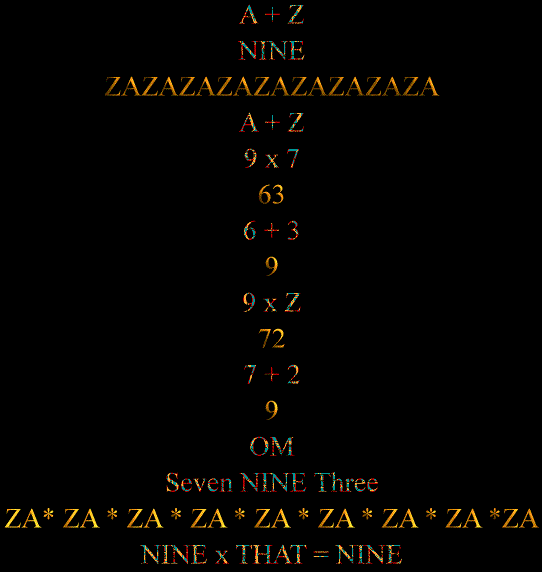 A + Z
NINE
ZAZAZAZAZAZAZAZAZA
A + Z
9 x 7
63
6 + 3
9
9 x Z
72
7 + 2
9
OM
Seven NINE Three
ZA* ZA * ZA * ZA * ZA * ZA * ZA * ZA *ZA
NINE x THAT = NINE